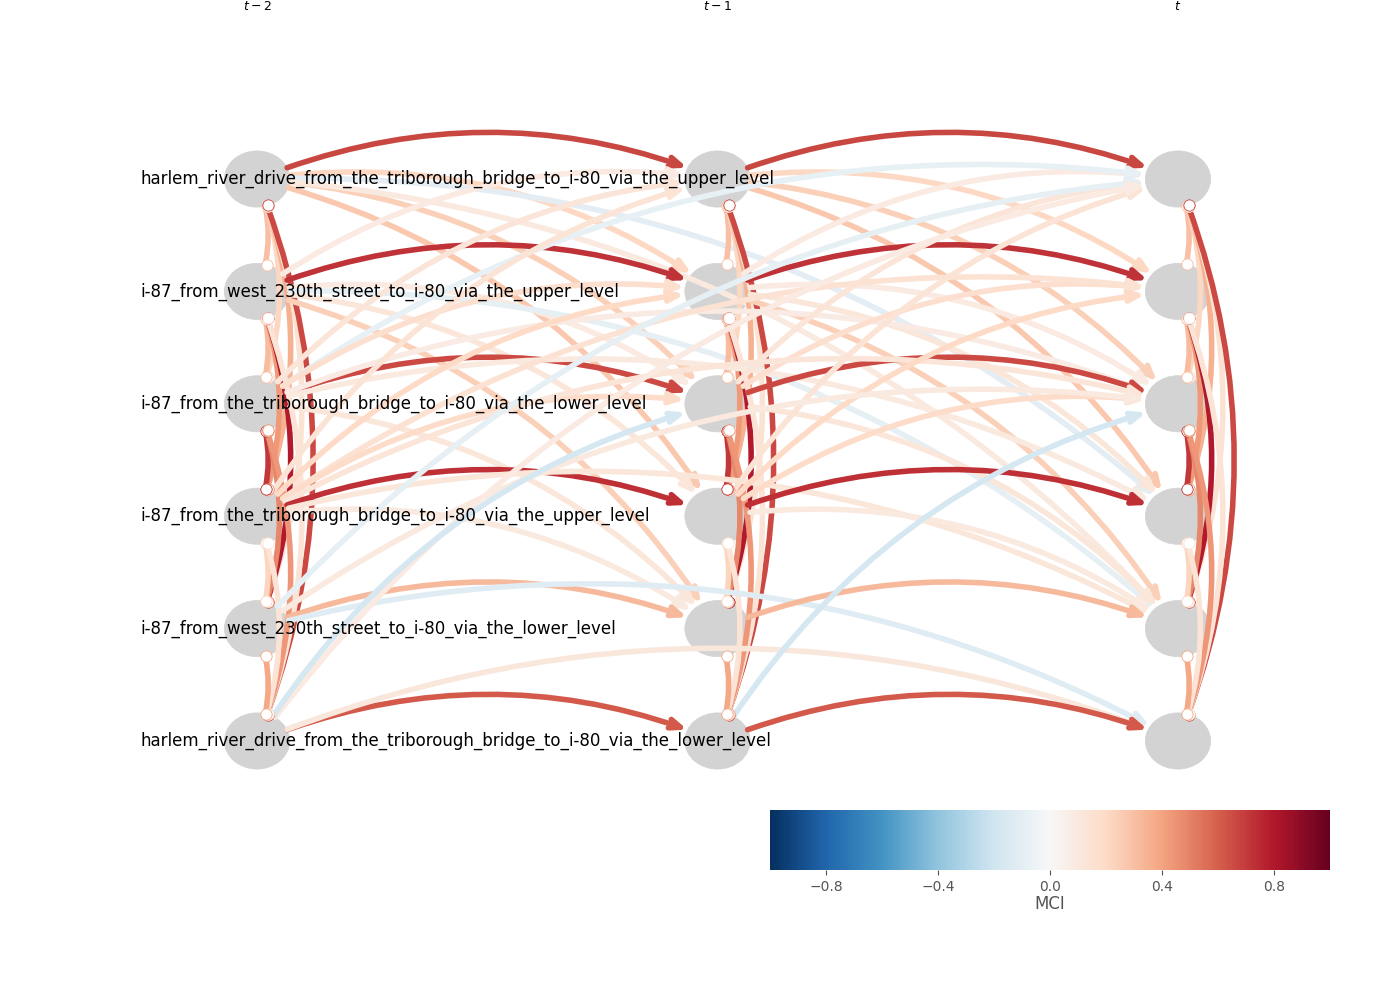 t − 2 t − 1 t
harlem_river_drive_from_the_triborough_bridge_to_i-80_via_the_upper_level
i-87_from_west_230th_street_to_i-80_via_the_upper_level
i-87_from_the_triborough_bridge_to_i-80_via_the_lower_level
i-87_from_the_triborough_bridge_to_i-80_via_the_upper_level
i-87_from_west_230th_street_to_i-80_via_the_lower_level
harlem_river_drive_from_the_triborough_bridge_to_i-80_via_the_lower_level
−0.8 −0.4 0.0 0.4 0.8
MCI